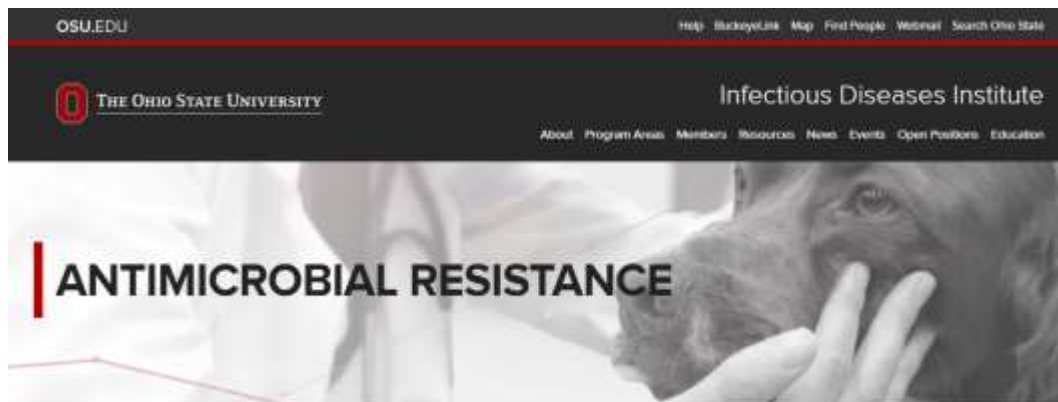 OSU.EDU
Help BuckeyeLink Map Find People Webmail Search Ohio State
THE OHIO STATE UNIVERSITY
Infectious Diseases Institute
About Program Areas Members Resources News Events Open Positions Education
ANTIMICROBIAL RESISTANCE